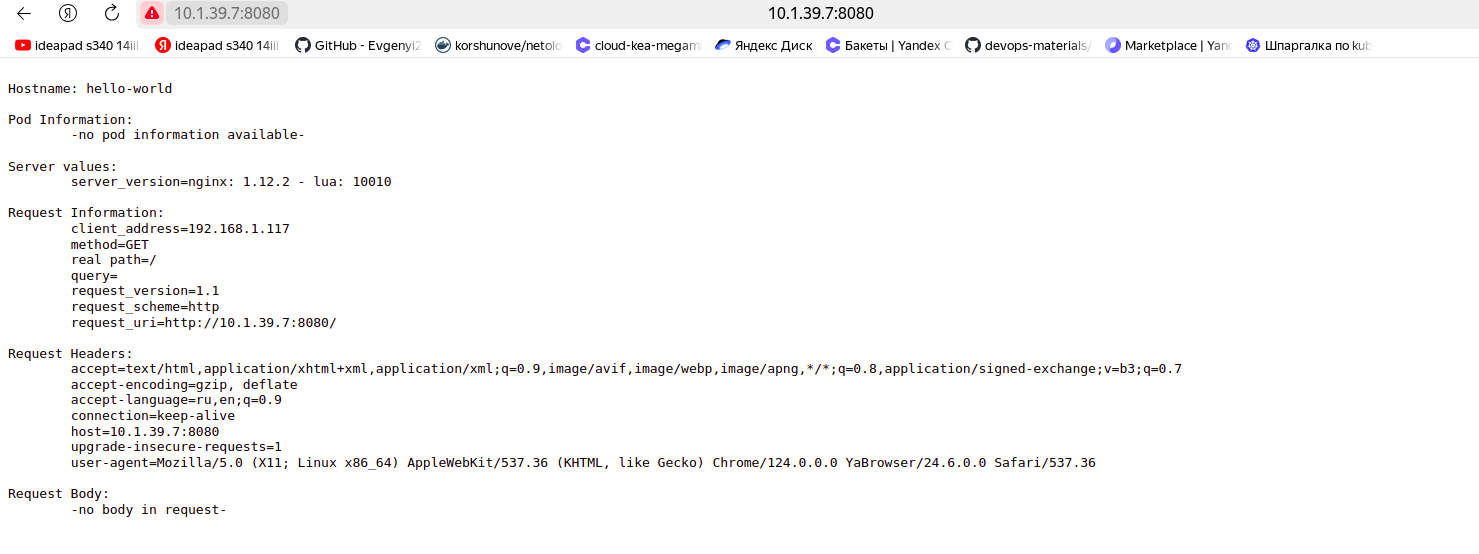 10.1.39.7:8080
10.1.39.7:8080
ideapad s340 14iil
ideapad s340 14iil
GitHub - Evgenyi2
korshunove/netolo
cloud-kea-megam
Яндекс Диск
Бакеты | Yandex C
devops-materials/
Marketplace | Yan
Шпаргалка по kub
Hostname: hello-world
Pod Information:
-no pod information available-
Server values:
server_version=nginx: 1.12.2 - lua: 10010
Request Information:
client_address=192.168.1.117
method=GET
real path=/
query=
request_version=1.1
request_scheme=http
request_uri=http://10.1.39.7:8080/
Request Headers:
accept=text/html,application/xhtml+xml,application/xml;q=0.9,image/avif,image/webp,image/apng,*/*;q=0.8,application/signed-exchange;v=b3;q=0.7
accept-encoding=gzip, deflate
accept-language=ru,en;q=0.9
connection=keep-alive
host=10.1.39.7:8080
upgrade-insecure-requests=1
user-agent=Mozilla/5.0 (X11; Linux x86_64) AppleWebKit/537.36 (KHTML, like Gecko) Chrome/124.0.0.0 YaBrowser/24.6.0.0 Safari/537.36
Request Body:
-no body in request-